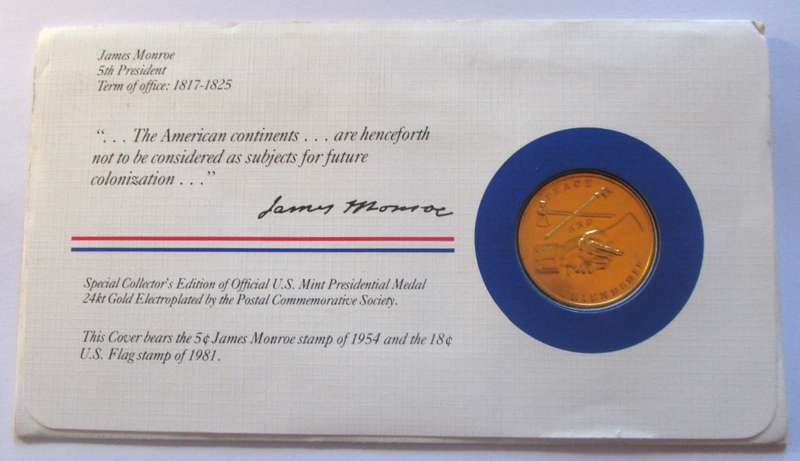 James Monroe
5th President
Term of office: 1817-1825
". . . The American continents . . . are henceforth
not to be considered as subjects for future
colonization . . ."
James Monroe
Special Collector's Edition of Official U.S. Mint Presidential Medal
24kt Gold Electroplated by the Postal Commemorative Society.
This Cover bears the 5¢ James Monroe stamp of 1954 and the 18¢
U.S. Flag stamp of 1981.
PEACE
AND